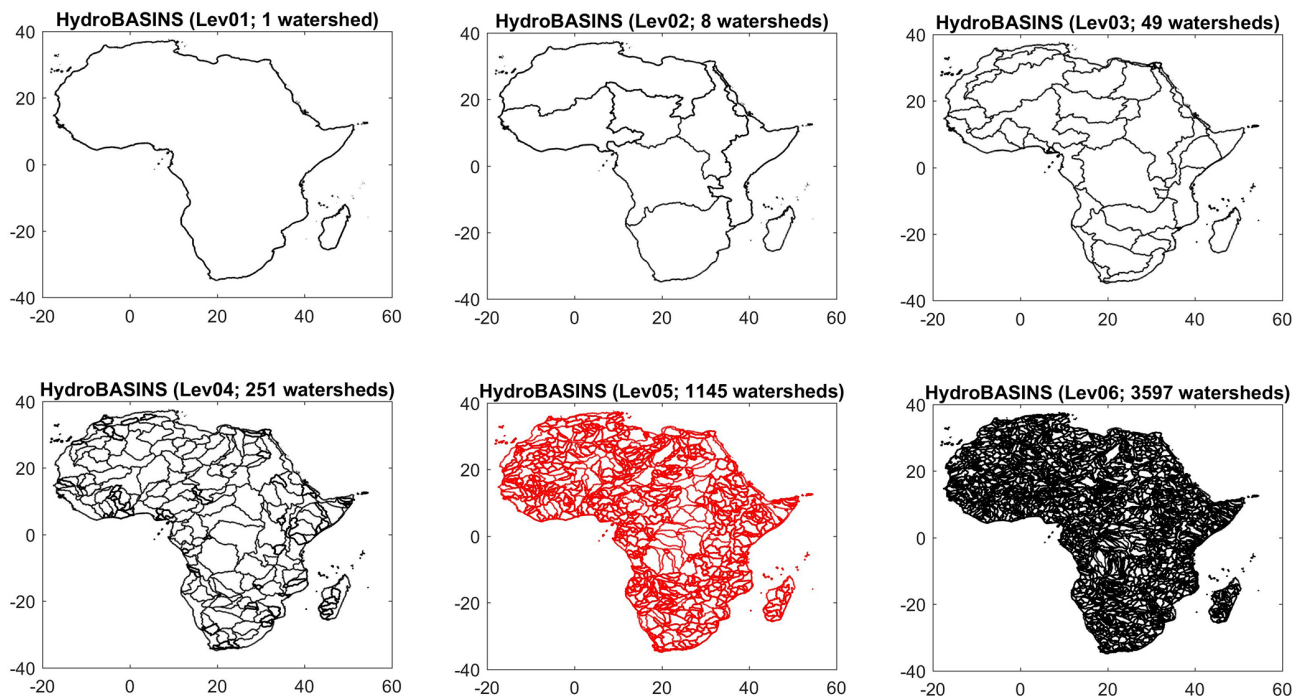 HydroBASINS (Lev01; 1 watershed)
HydroBASINS (Lev02; 8 watersheds)
HydroBASINS (Lev03; 49 watersheds)
40
20
0
-20
-40
-20 0 20 40 60
40
20
0
-20
-40
-20 0 20 40 60
40
20
0
-20
-40
-20 0 20 40 60
HydroBASINS (Lev04; 251 watersheds)
HydroBASINS (Lev05; 1145 watersheds)
HydroBASINS (Lev06; 3597 watersheds)
40
20
0
-20
-40
-20 0 20 40 60
40
20
0
-20
-40
-20 0 20 40 60
40
20
0
-20
-40
-20 0 20 40 60